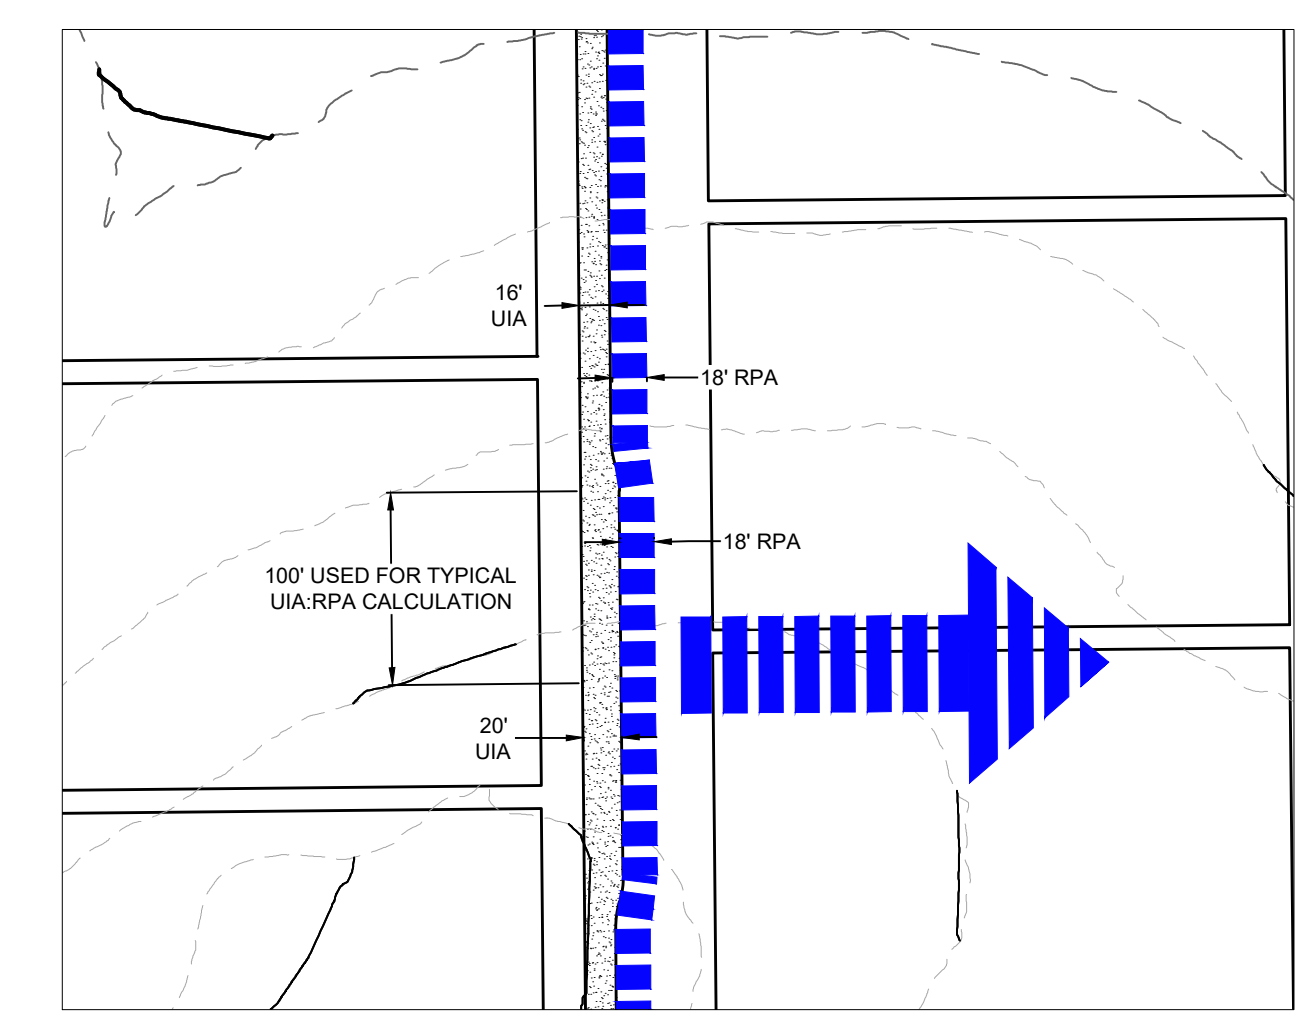 16'
UIA
18' RPA
18' RPA
100' USED FOR TYPICAL
UIA:RPA CALCULATION
20'
UIA